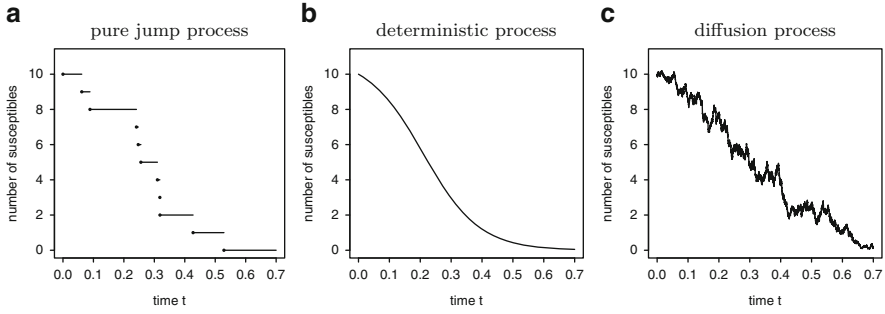 a
pure jump process
number of susceptibles
10
8
6
4
2
0
0.0 0.1 0.2 0.3 0.4 0.5 0.6 0.7
time t
b
deterministic process
number of susceptibles
10
8
6
4
2
0
0.0 0.1 0.2 0.3 0.4 0.5 0.6 0.7
time t
c
diffusion process
number of susceptibles
10
8
6
4
2
0
0.0 0.1 0.2 0.3 0.4 0.5 0.6 0.7
time t